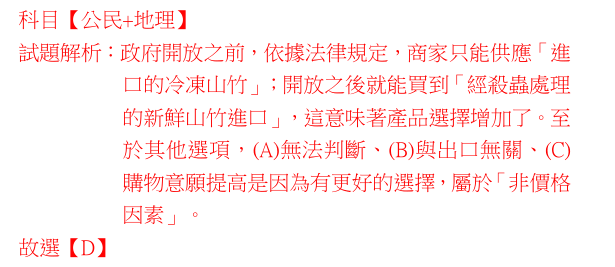 科目【公民+地理】
試題解析：政府開放之前，依據法律規定，商家只能供應「進
口的冷凍山竹」；開放之後就能買到「經殺蟲處理
的新鮮山竹進口」，這意味著產品選擇增加了。至
於其他選項，(A)無法判斷、(B)與出口無關、(C)
購物意願提高是因為有更好的選擇，屬於「非價格
因素」。
故選【D】